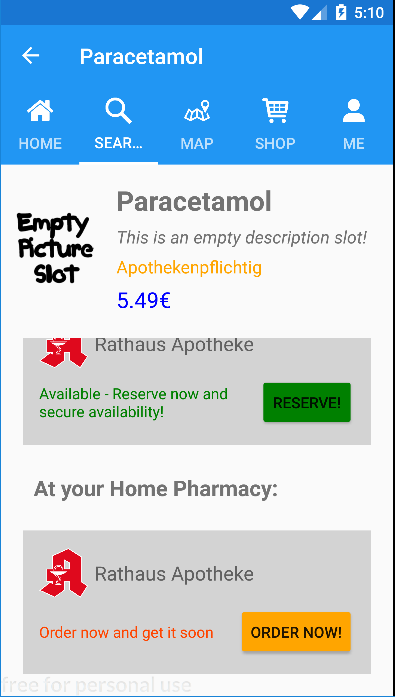 5:10
Paracetamol
HOME
SEAR...
MAP
SHOP
ME
Empty
Picture
Slot
Paracetamol
This is an empty description slot!
Apothekenpflichtig
5.49€
Rathaus Apotheke
Available - Reserve now and
secure availability!
RESERVE!
At your Home Pharmacy:
Rathaus Apotheke
Order now and get it soon
ORDER NOW!
free for personal use